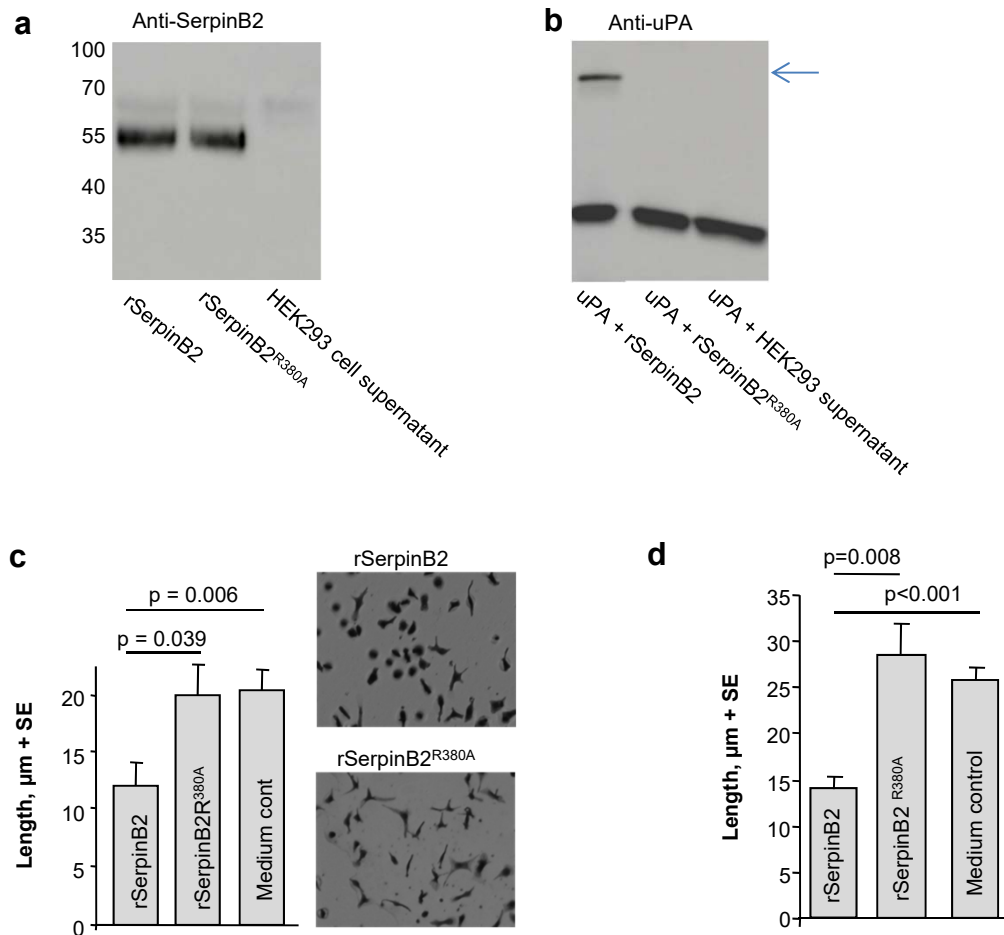 a
Anti-SerpinB2
100
70
55
40
35
rSerpinB2
rSerpinB2R380A
HEK293 cell supernatant
b
Anti-uPA
uPA + rSerpinB2
uPA + rSerpinB2R380A
uPA + HEK293 supernatant
c
p = 0.006
p = 0.039
Length, µm + SE
20
15
10
5
0
rSerpinB2
rSerpinB2R380A
Medium cont
rSerpinB2
rSerpinB2R380A
d
p=0.008
p<0.001
Length, µm + SE
35
30
25
20
15
10
5
0
rSerpinB2
rSerpinB2 R380A
Medium control